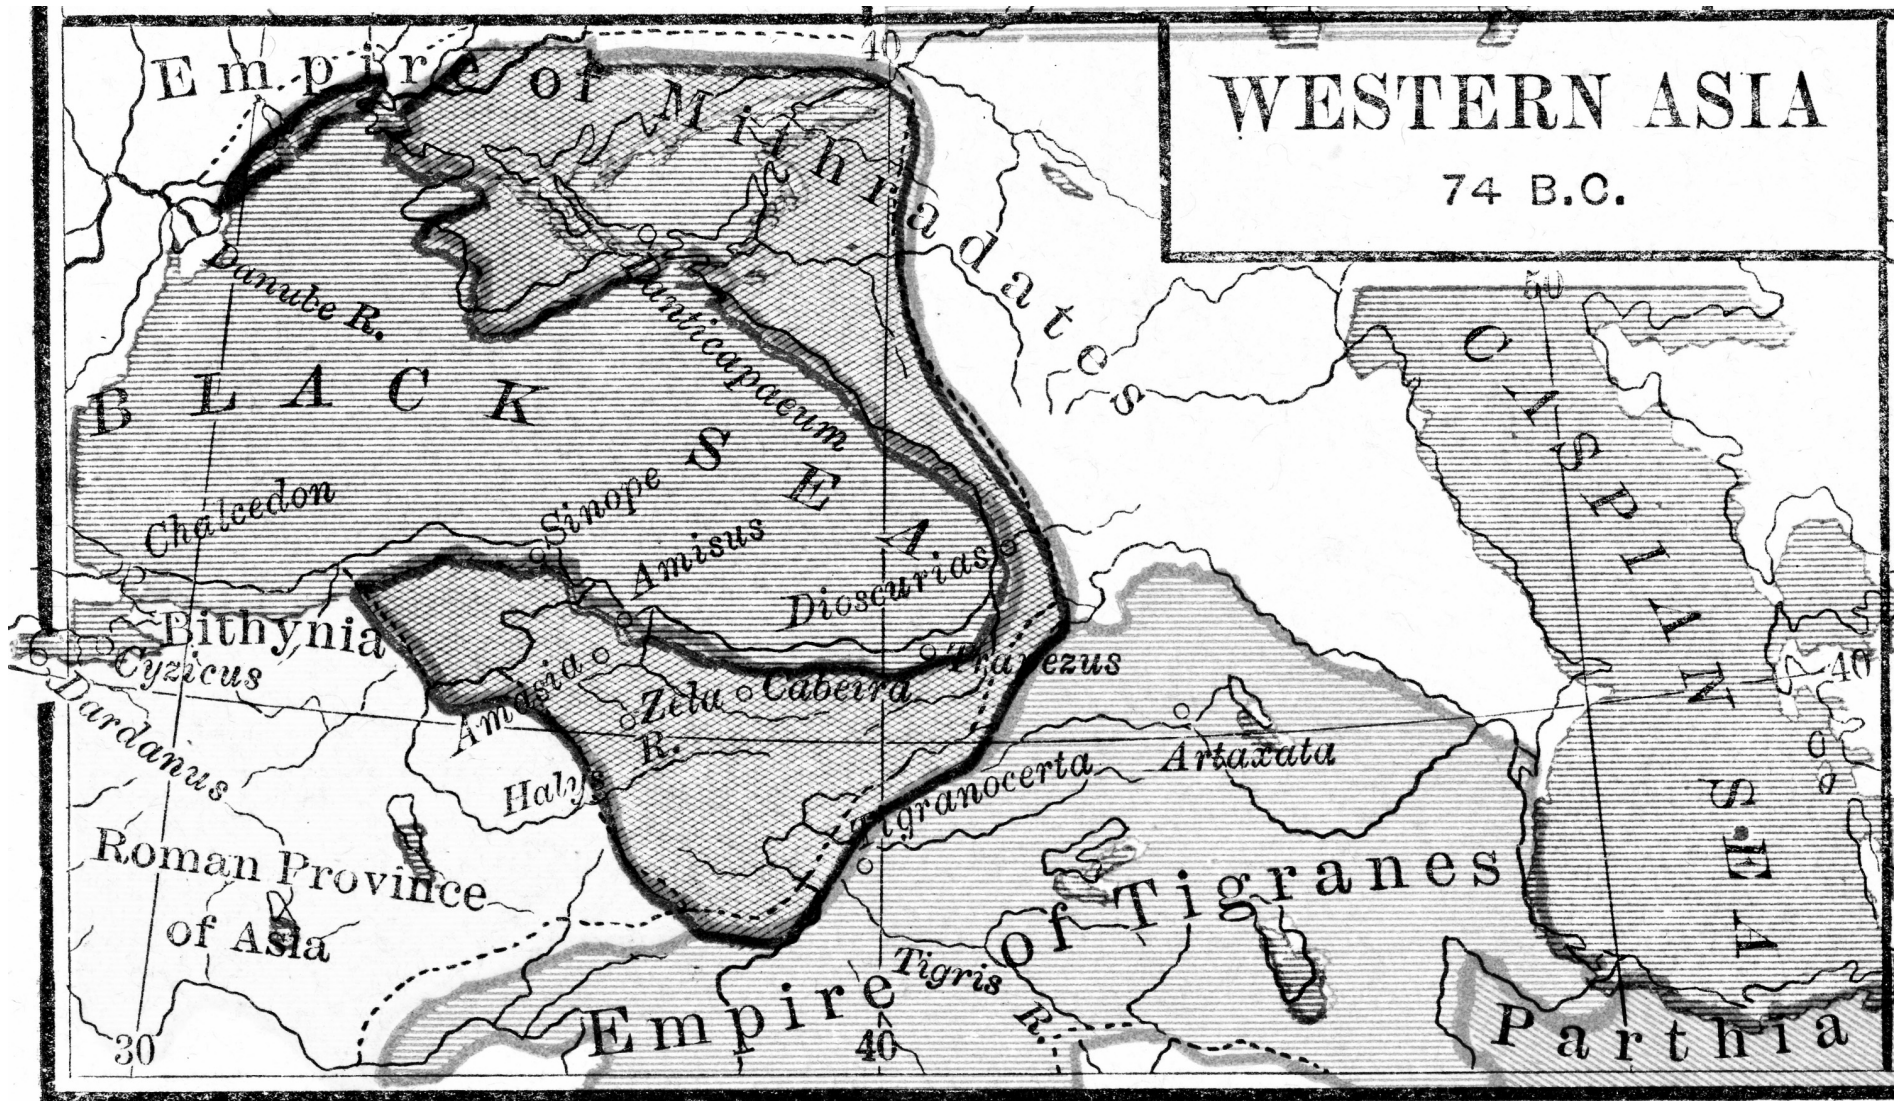 WESTERN ASIA
74 B.C.
40
Empire of Mithradates
50
Danube R.
Panticapaeum
BLACK SEA
CASPIAN SEA
Chalcedon
Sinope
Amisus
Dioscurias
Bithynia
Cyzicus
Trapezus
40
Dardanus
Amasia
Zela
Cabeira
Halys R.
Artaxata
Tigranocerta
Roman Province
of Asia
Empire of Tigranes
Tigris R.
Parthia
30
40